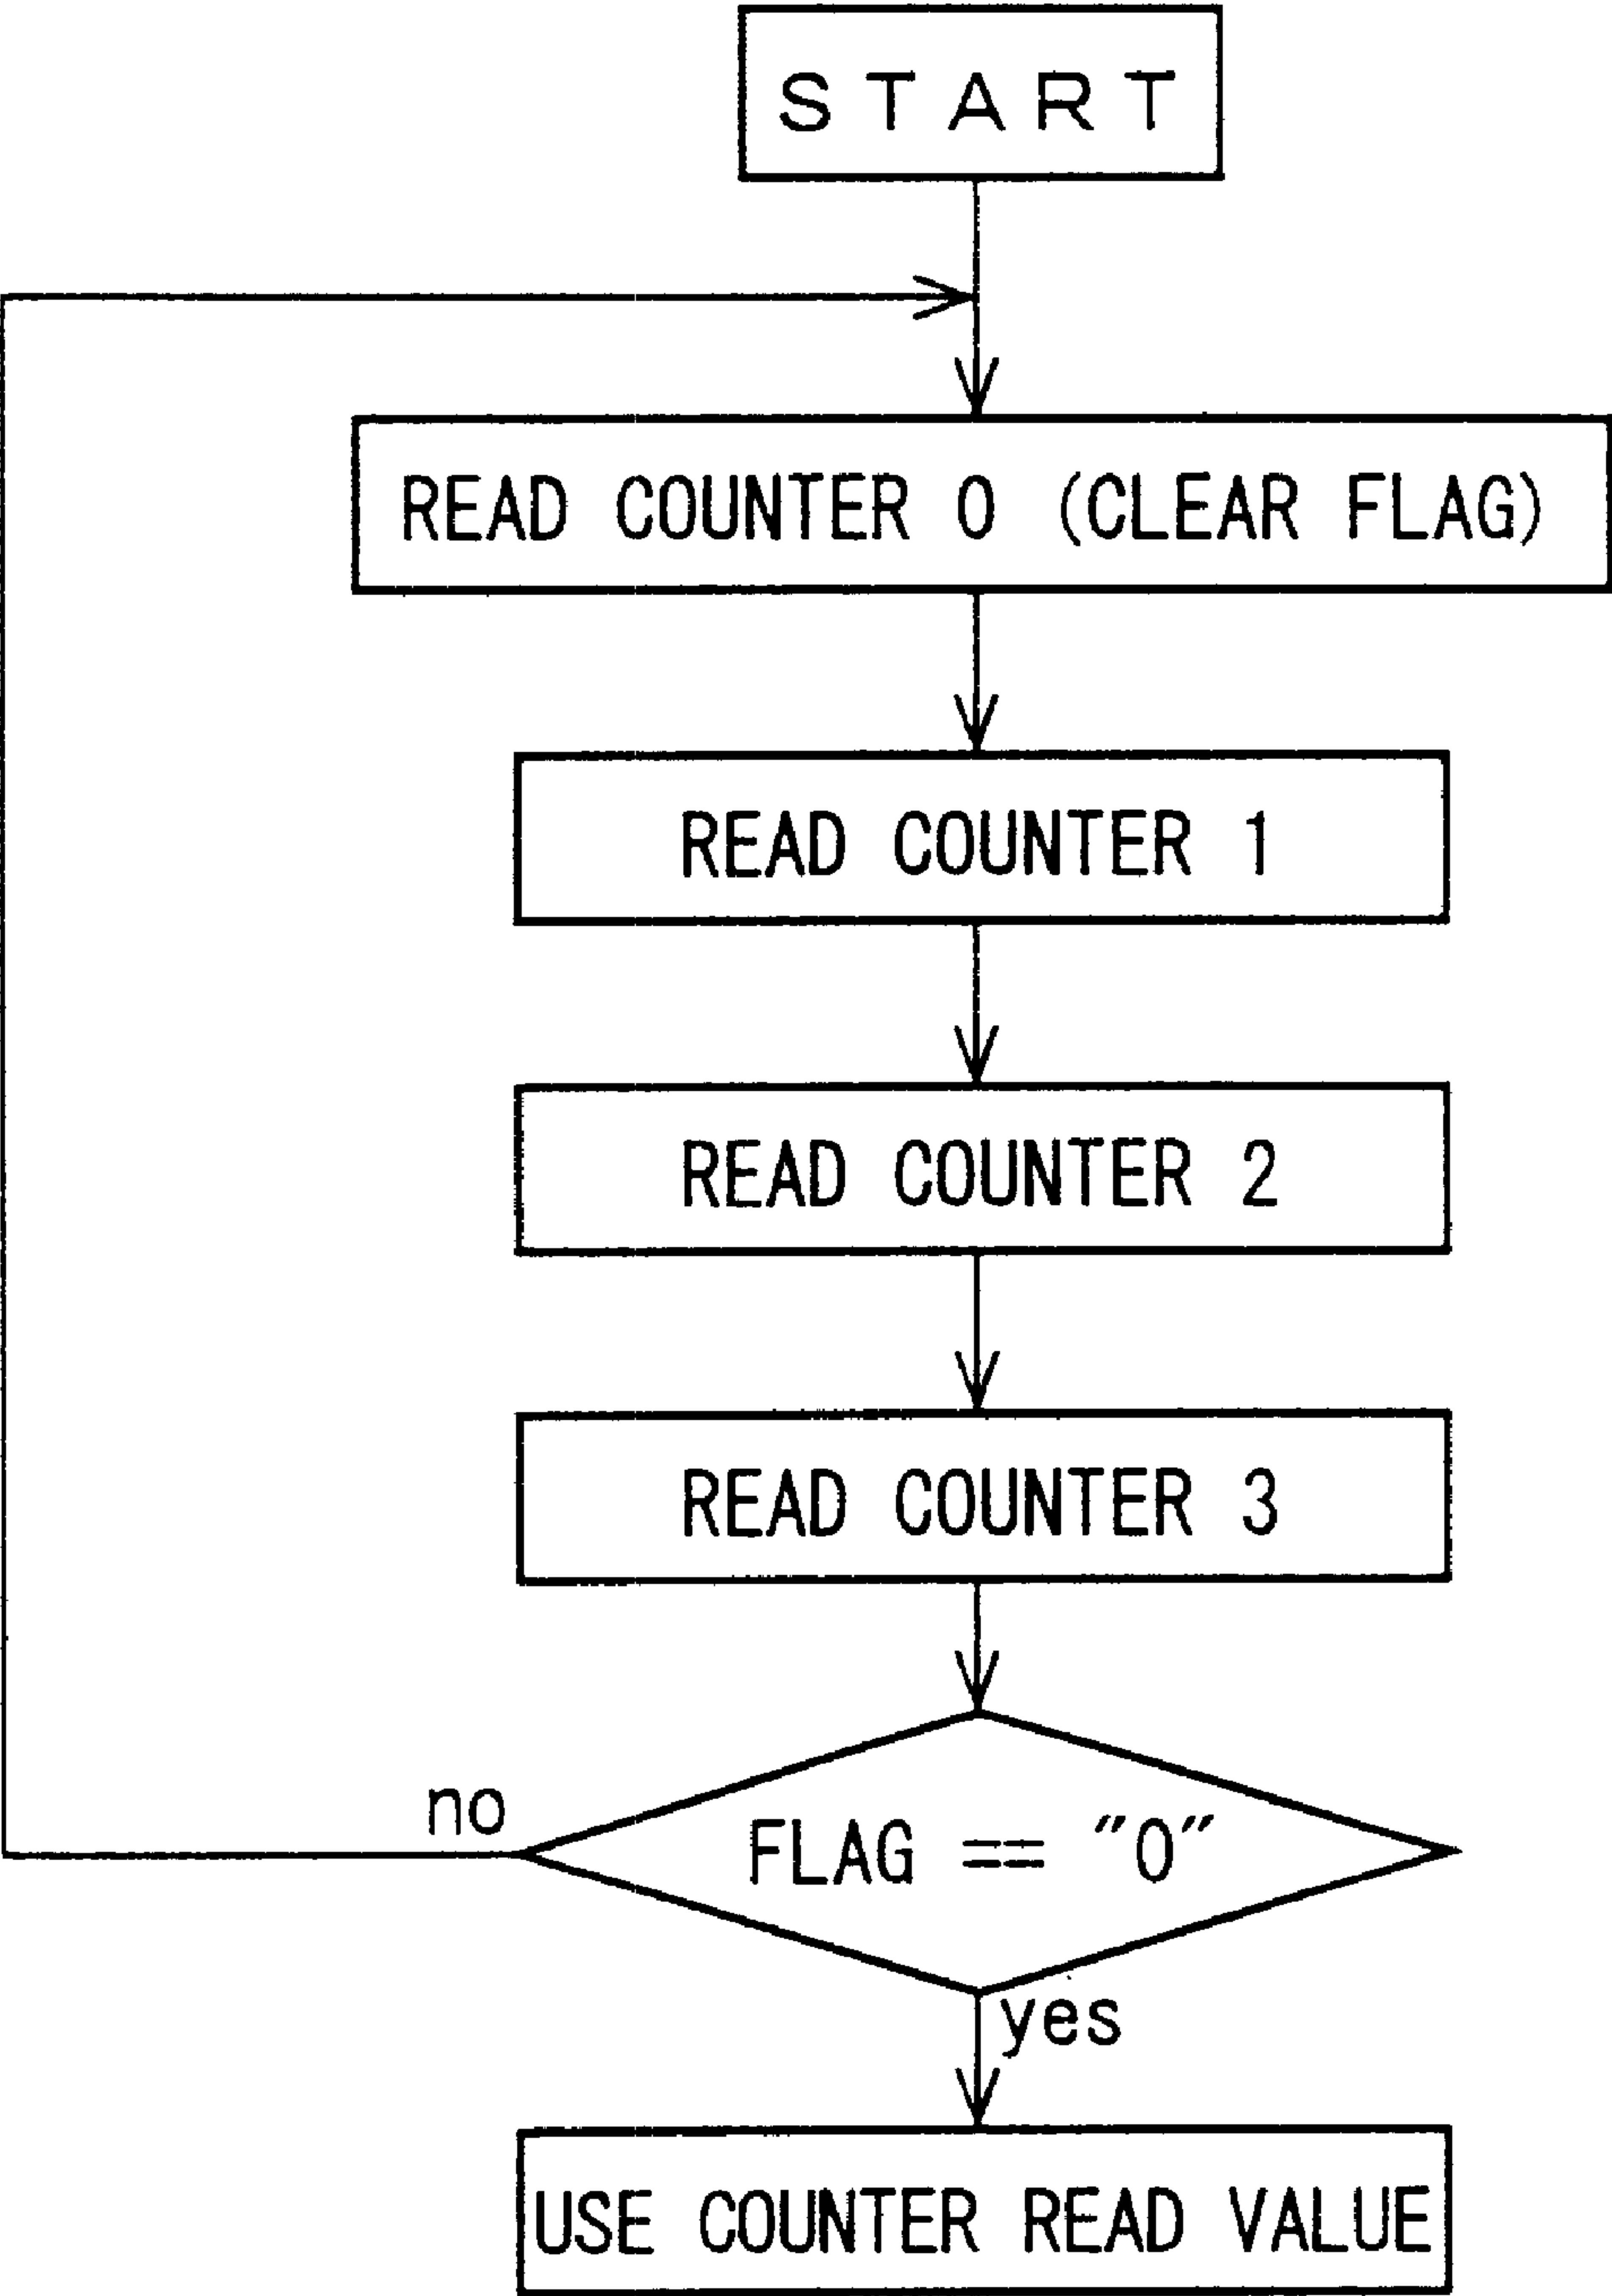 START
READ COUNTER 0 (CLEAR FLAG)
READ COUNTER 1
READ COUNTER 2
READ COUNTER 3
no
FLAG == "0"
yes
USE COUNTER READ VALUE